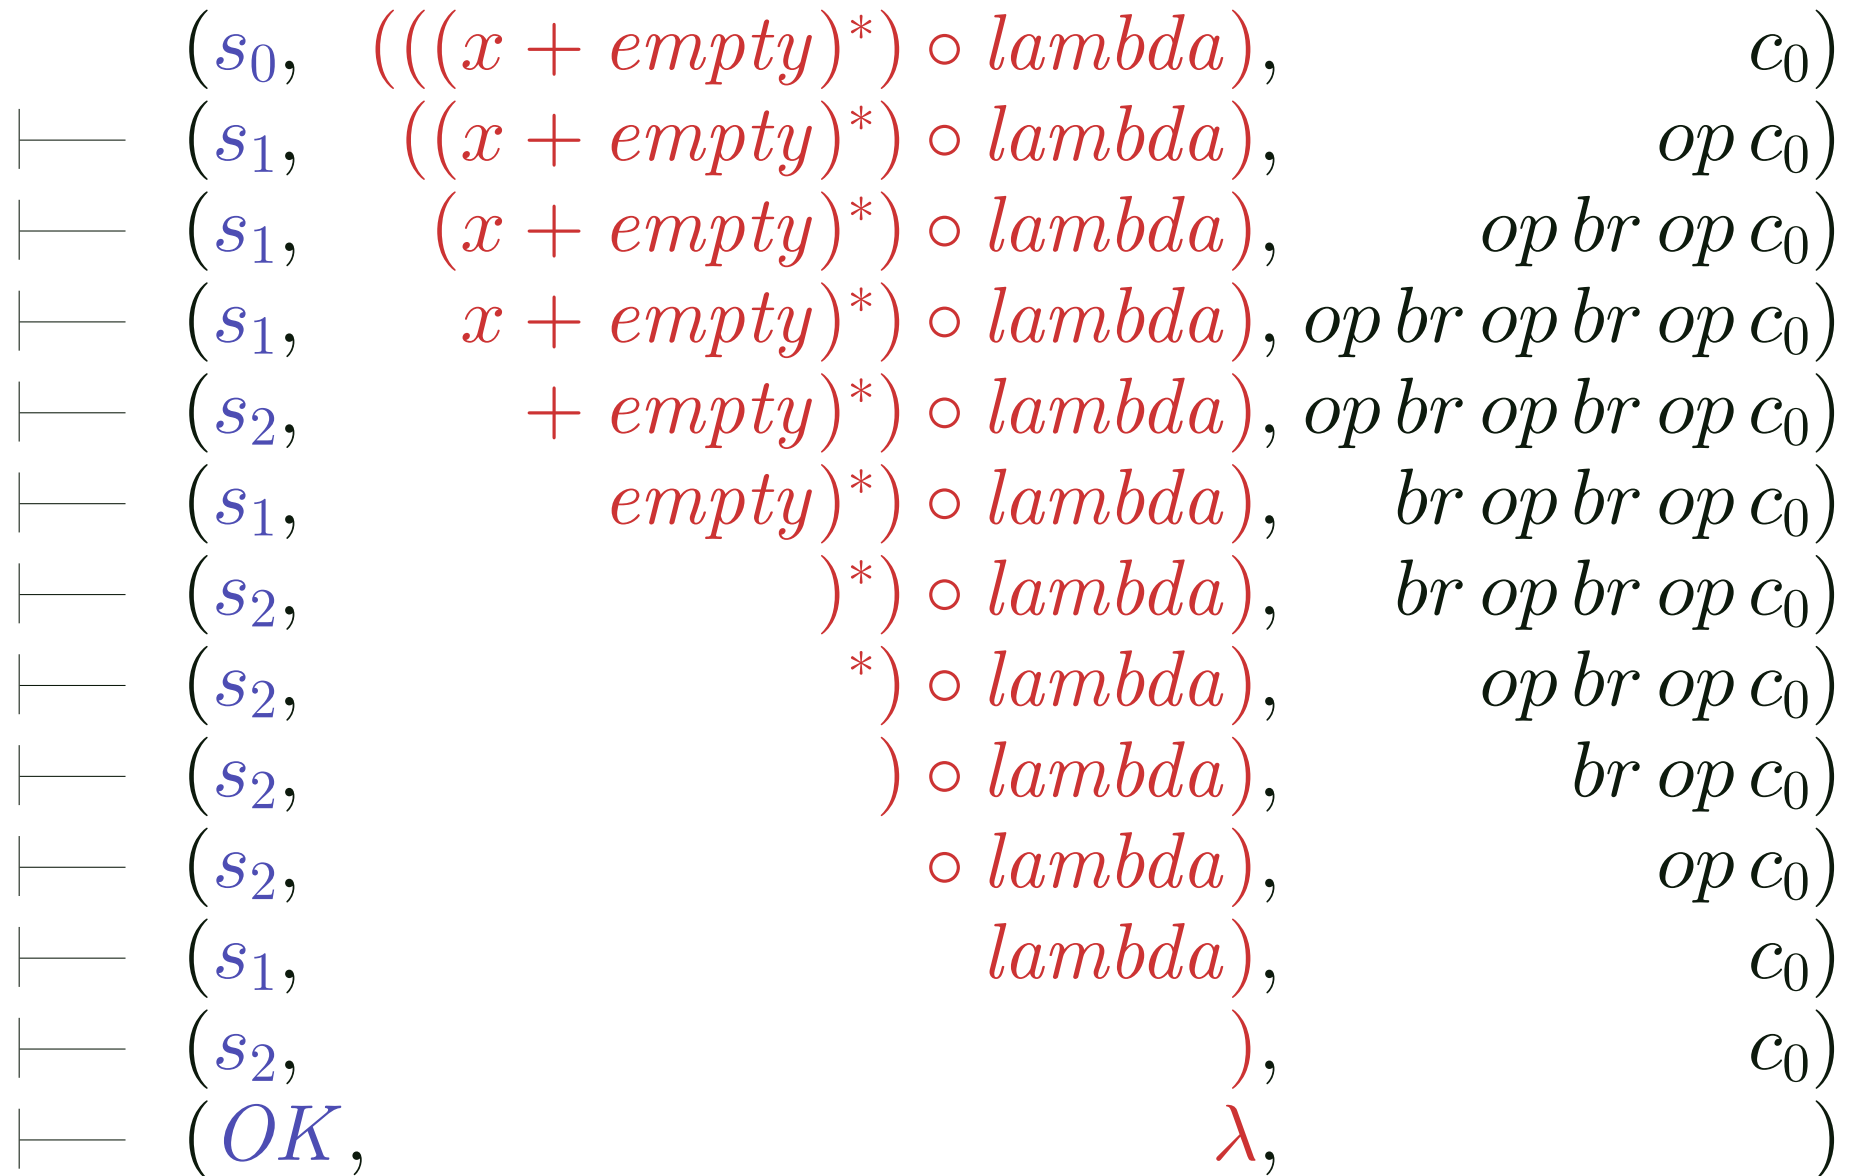 (s₀, (((x + empty)*) ∘ lambda), c₀)
⊢ (s₁, ((x + empty)*) ∘ lambda), op c₀)
⊢ (s₁, (x + empty)*) ∘ lambda), op br op c₀)
⊢ (s₁, x + empty)*) ∘ lambda), op br op br op c₀)
⊢ (s₂, + empty)*) ∘ lambda), op br op br op c₀)
⊢ (s₁, empty)*) ∘ lambda), br op br op c₀)
⊢ (s₂, )*) ∘ lambda), br op br op c₀)
⊢ (s₂, *) ∘ lambda), op br op c₀)
⊢ (s₂, ) ∘ lambda), br op c₀)
⊢ (s₂, ∘ lambda), op c₀)
⊢ (s₁, lambda), c₀)
⊢ (s₂, ), c₀)
⊢ (OK, λ, )